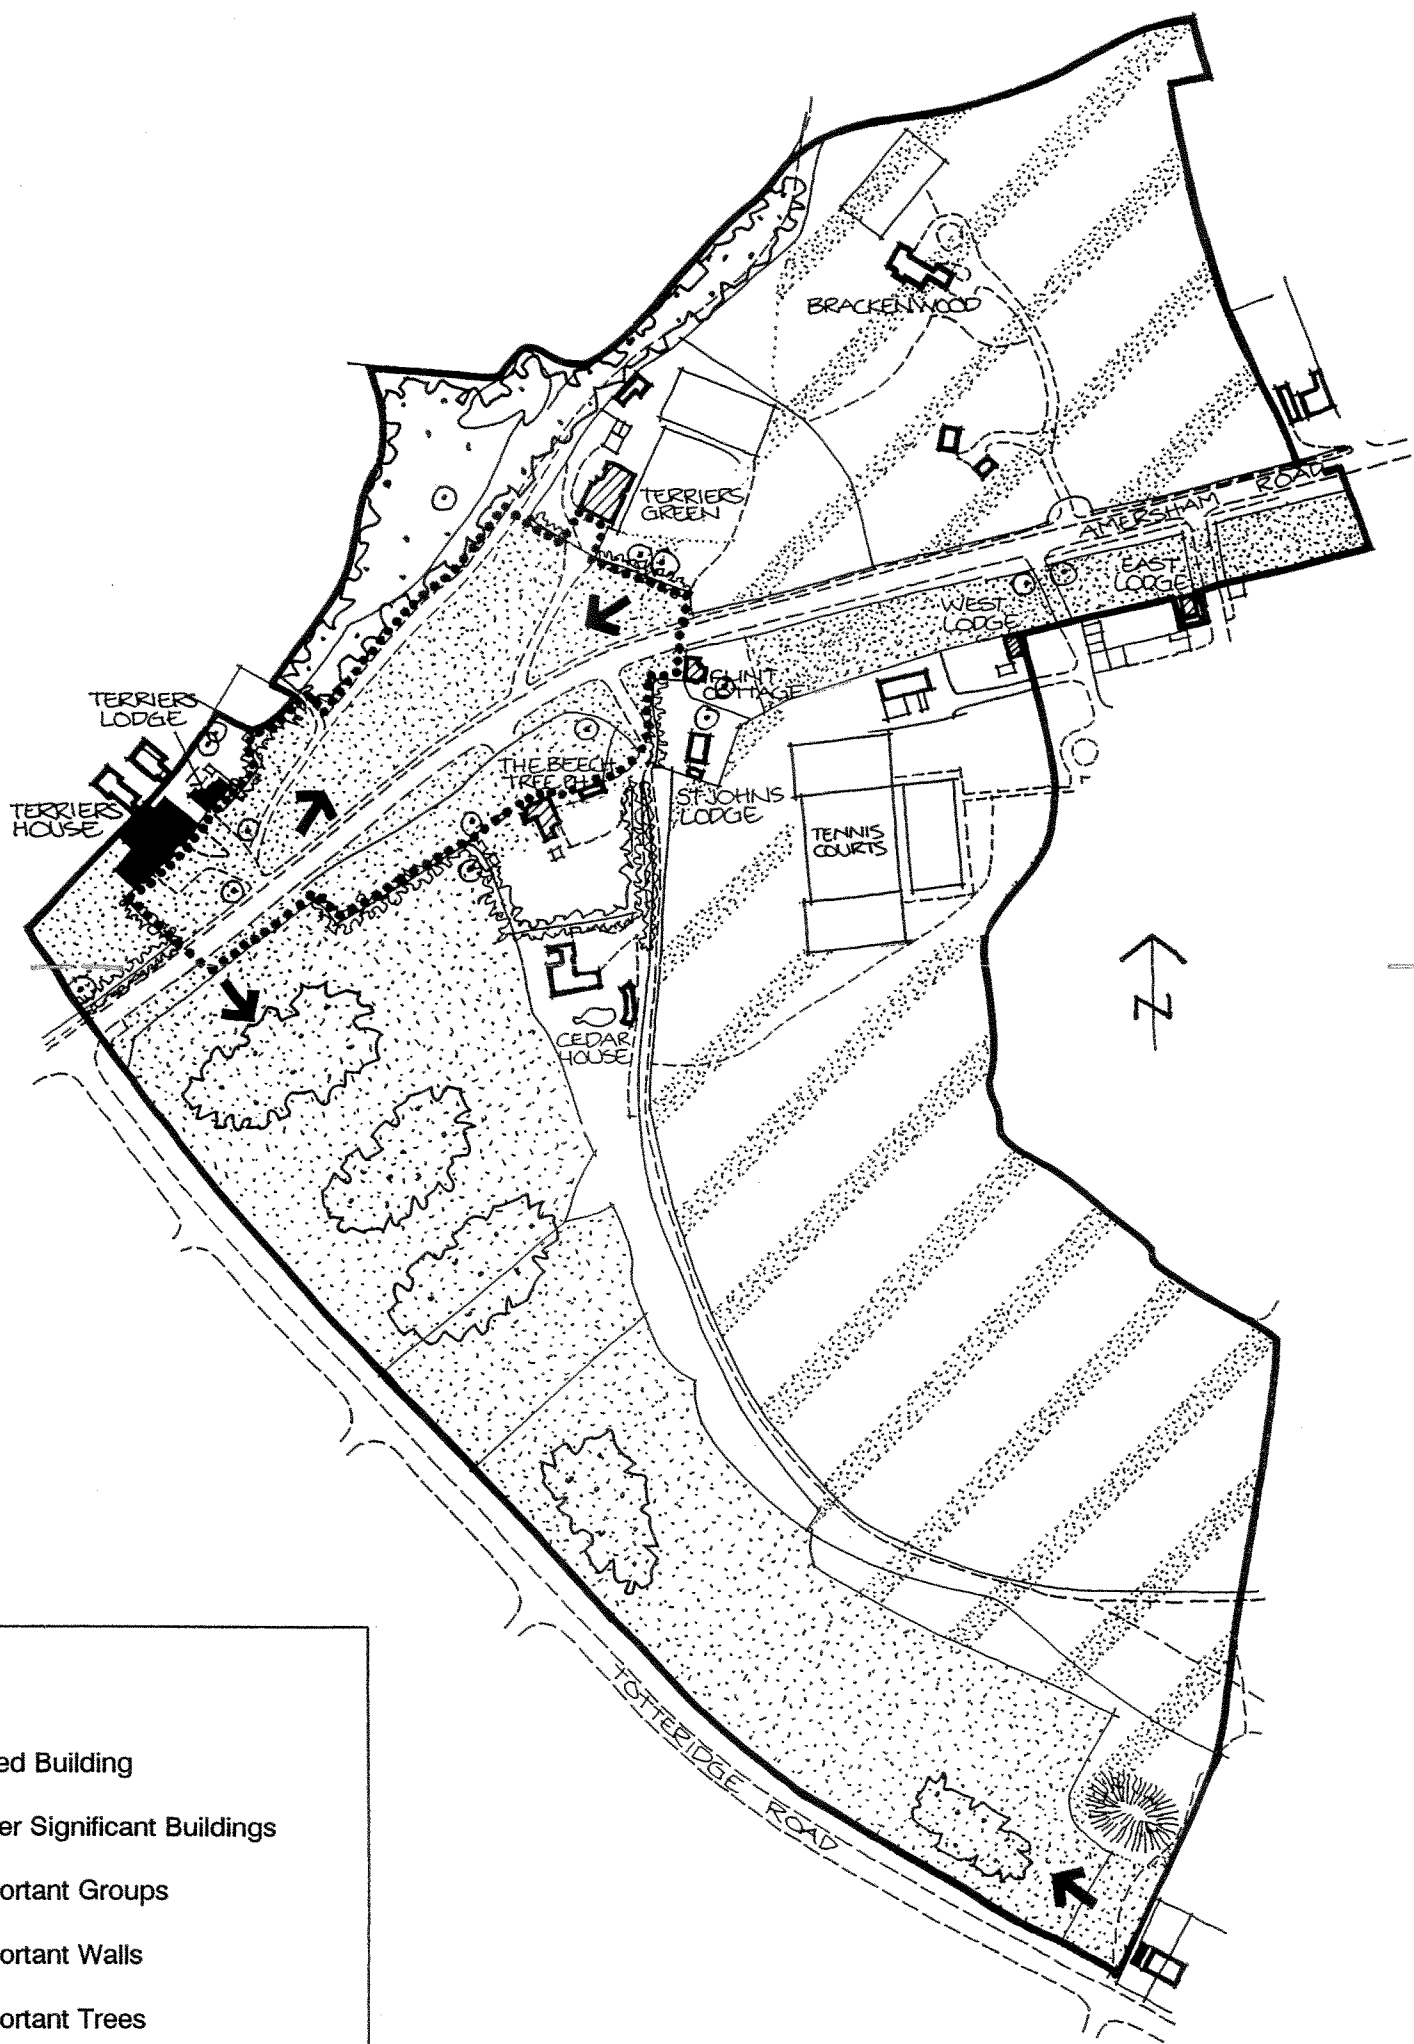 BRACKENWOOD
TERRIERS
GREEN
AMERSHAM ROAD
EAST
LODGE
WEST
LODGE
FLINT
COTTAGE
TERRIERS
LODGE
THE BEECH
TREE PH
ST JOHNS
LODGE
TERRIERS
HOUSE
TENNIS
COURTS
N
CEDAR
HOUSE
TOTTERIDGE ROAD
ed Building
er Significant Buildings
ortant Groups
ortant Walls
ortant Trees